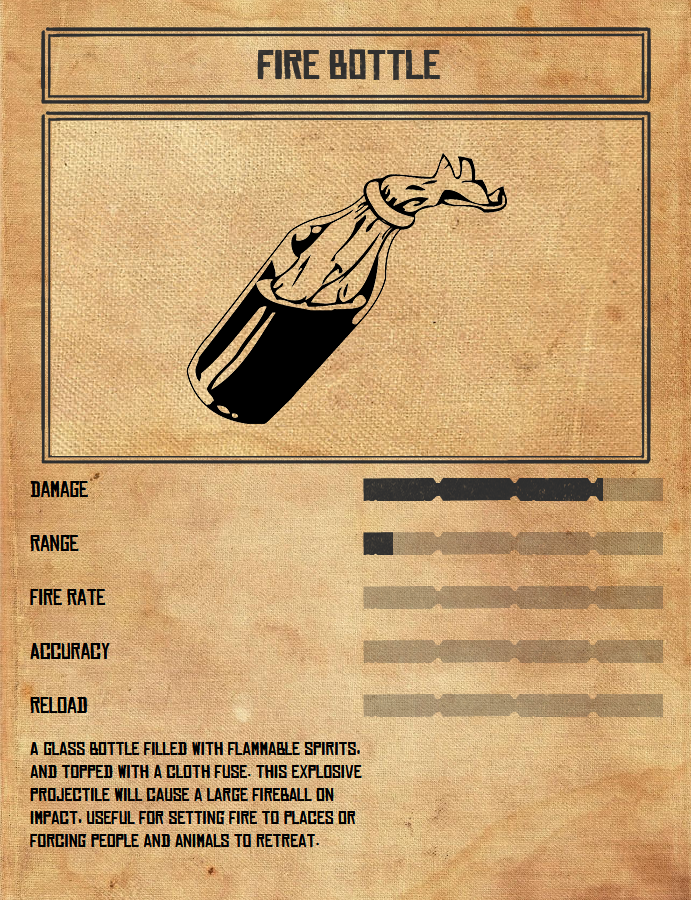 FIRE BOTTLE
DAMAGE
RANGE
FIRE RATE
ACCURACY
RELOAD
A GLASS BOTTLE FILLED WITH FLAMMABLE SPIRITS,
AND TOPPED WITH A CLOTH FUSE. THIS EXPLOSIVE
PROJECTILE WILL CAUSE A LARGE FIREBALL ON
IMPACT, USEFUL FOR SETTING FIRE TO PLACES OR
FORCING PEOPLE AND ANIMALS TO RETREAT.